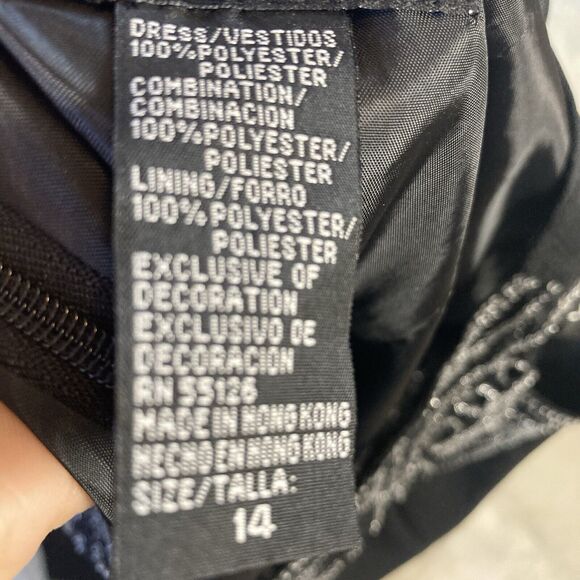 DRESS/VESTIDOS
100% POLYESTER/
POLIESTER
COMBINATION/
COMBINACION
100% POLYESTER/
POLIESTER
LINING/FORRO
100% POLYESTER/
POLIESTER
EXCLUSIVE OF
DECORATION
EXCLUSIVO DE
DECORACION
RN 55126
MADE IN HONG KONG
HECHO EN HONG KONG
SIZE/TALLA:
14